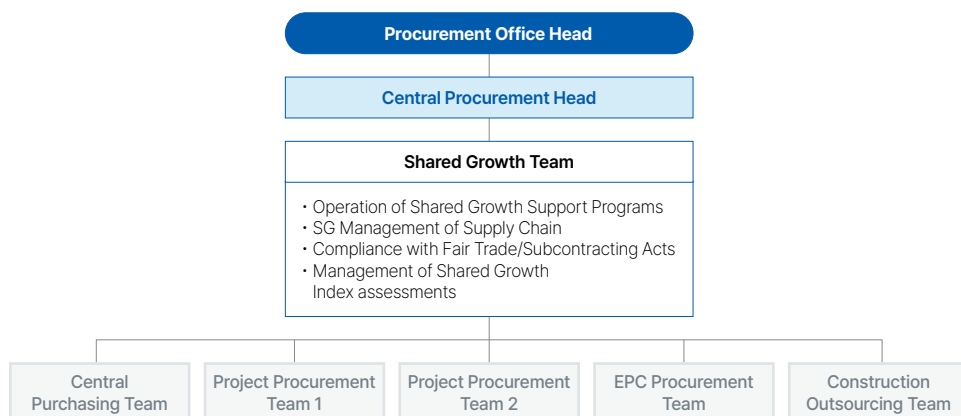 Procurement Office Head
Central Procurement Head
Shared Growth Team
· Operation of Shared Growth Support Programs
· SG Management of Supply Chain
· Compliance with Fair Trade/Subcontracting Acts
· Management of Shared Growth
Index assessments
Central
Purchasing Team
Project Procurement
Team 1
Project Procurement
Team 2
EPC Procurement
Team
Construction
Outsourcing Team